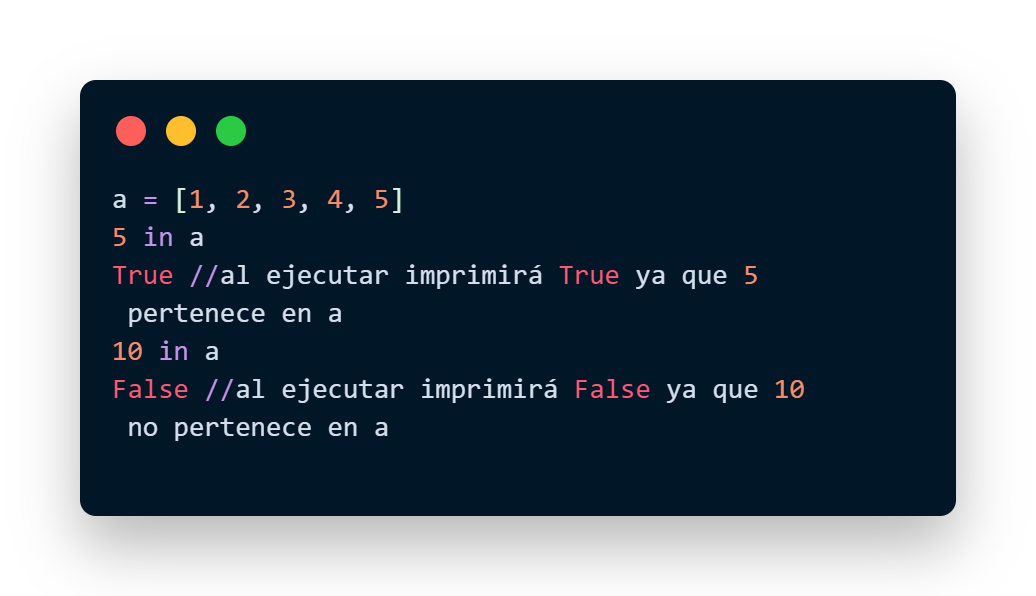 a = [1, 2, 3, 4, 5]
5 in a
True //al ejecutar imprimirá True ya que 5
pertenece en a
10 in a
False //al ejecutar imprimirá False ya que 10
no pertenece en a